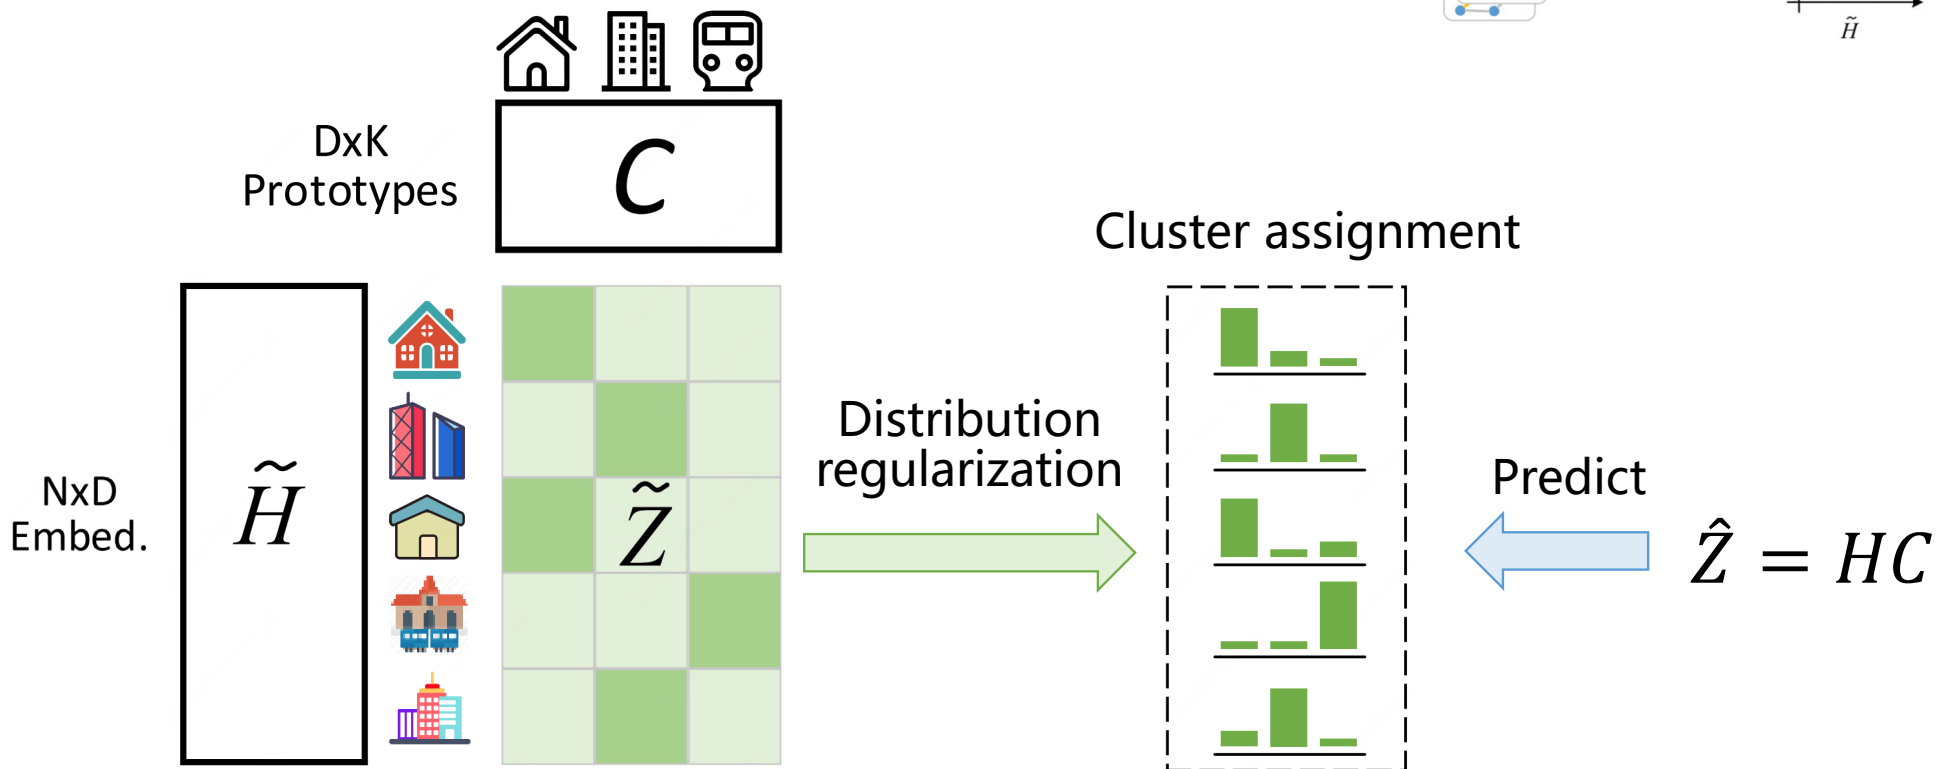 H̃
DxK
Prototypes
C
Cluster assignment
NxD
Embed.
H̃
Z̃
Distribution
regularization
Predict
Ẑ = HC